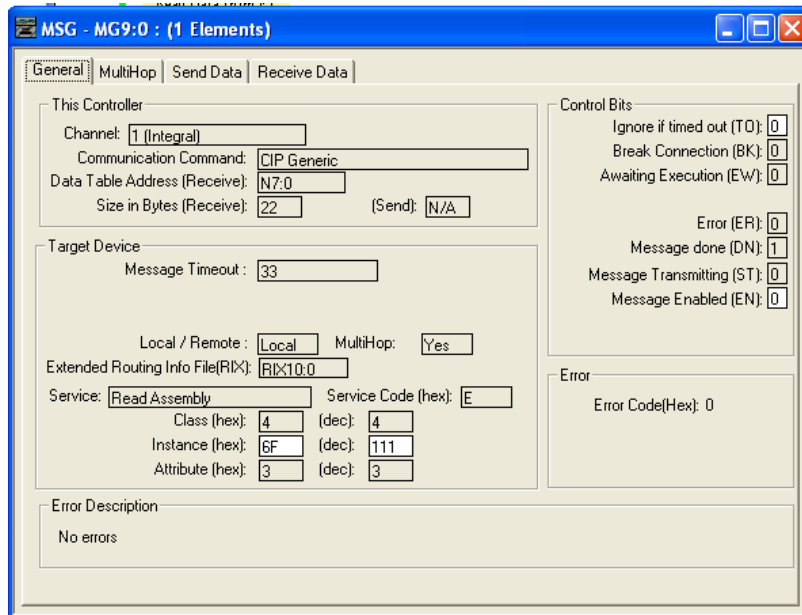 MSG - MG9:0 : (1 Elements)
General MultiHop Send Data Receive Data
This Controller
Channel: 1 (Integral)
Communication Command: CIP Generic
Data Table Address (Receive): N7:0
Size in Bytes (Receive): 22 (Send): N/A
Target Device
Message Timeout : 33
Local / Remote : Local MultiHop: Yes
Extended Routing Info File(RIX): RIX10:0
Service: Read Assembly Service Code (hex): E
Class (hex): 4 (dec): 4
Instance (hex): 6F (dec): 111
Attribute (hex): 3 (dec): 3
Control Bits
Ignore if timed out (TO): 0
Break Connection (BK): 0
Awaiting Execution (EW): 0
Error (ER): 0
Message done (DN): 1
Message Transmitting (ST): 0
Message Enabled (EN): 0
Error
Error Code(Hex): 0
Error Description
No errors